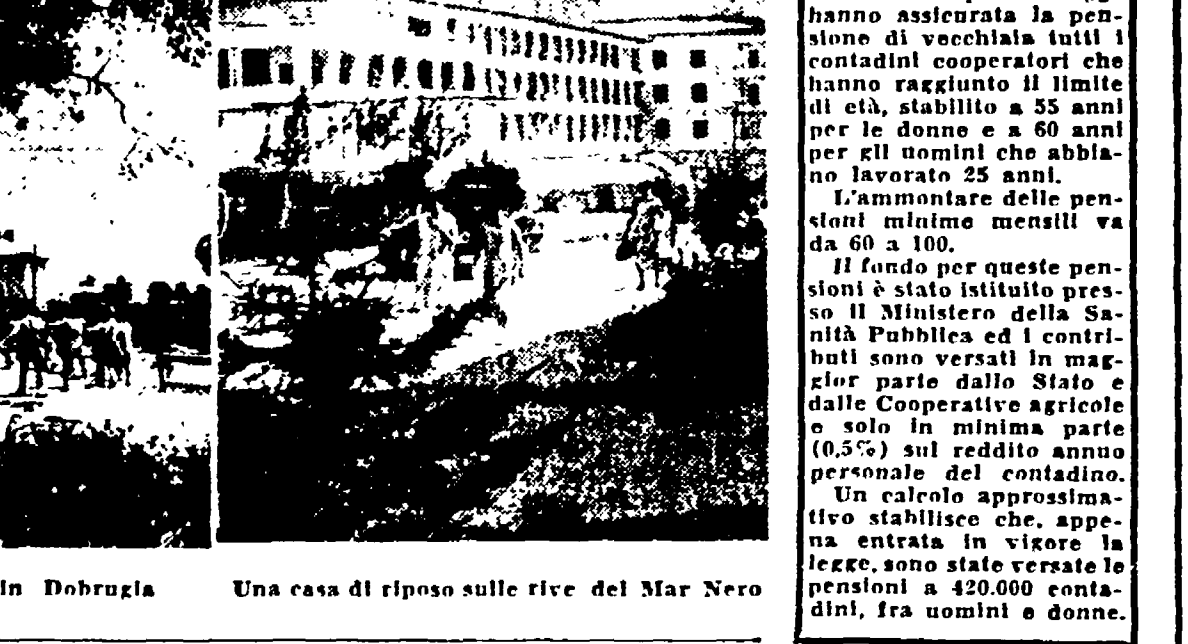 in Dobrugia
Una casa di riposo sulle rive del Mar Nero
hanno assicurata la pen-
sione di vecchiaia tutti i
contadini cooperatori che
hanno raggiunto il limite
di età, stabilito a 55 anni
per le donne e a 60 anni
per gli uomini che abbia-
no lavorato 25 anni.
L'ammontare delle pen-
sioni minime mensili va
da 60 a 100.
Il fondo per queste pen-
sioni è stato istituito pres-
so il Ministero della Sa-
nità Pubblica ed i contri-
buti sono versati in mag-
gior parte dallo Stato e
dalle Cooperative agricole
e solo in minima parte
(0,5%) sul reddito annuo
personale del contadino.
Un calcolo approssima-
tivo stabilisce che, appe-
na entrata in vigore la
legge, sono state versate le
pensioni a 420.000 conta-
dini, fra uomini e donne.